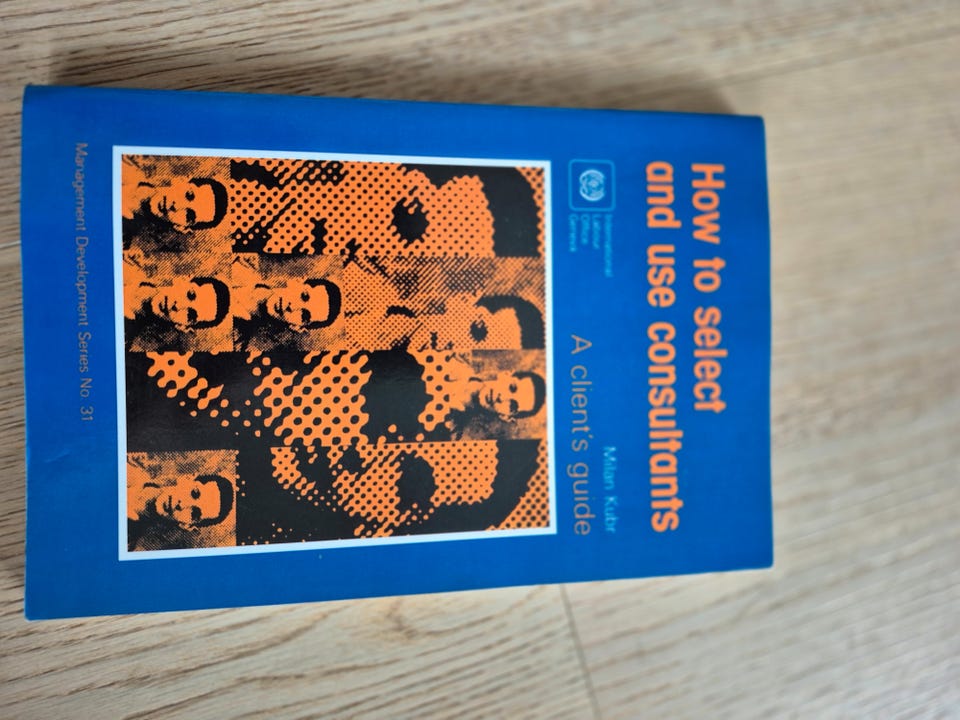 How to select
and use consultants
Milan Kubr
A client's guide
International
Labour
Office
Geneva
Management Development Series No. 31